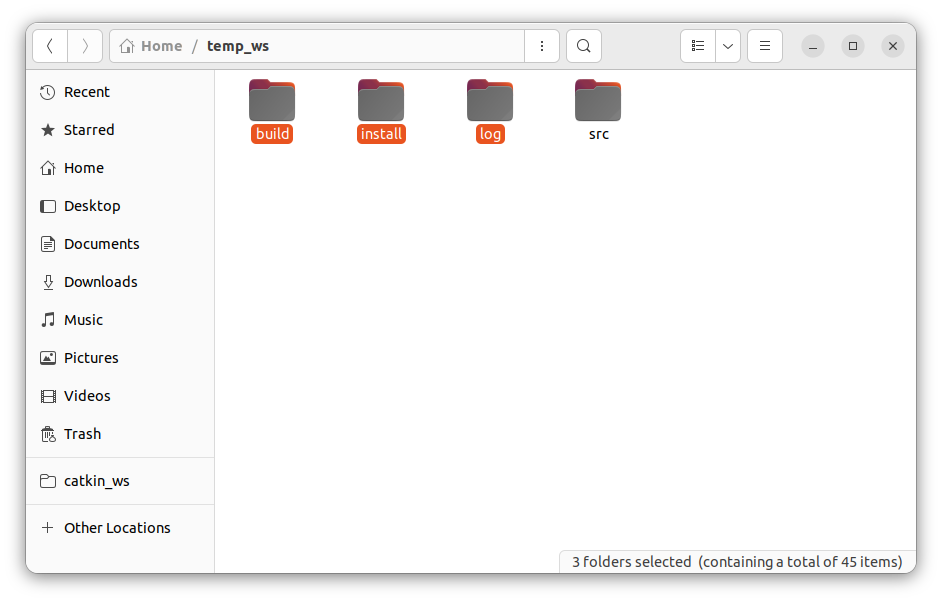 Home / temp_ws
Recent
Starred
Home
Desktop
Documents
Downloads
Music
Pictures
Videos
Trash
catkin_ws
Other Locations
build
install
log
src
3 folders selected (containing a total of 45 items)